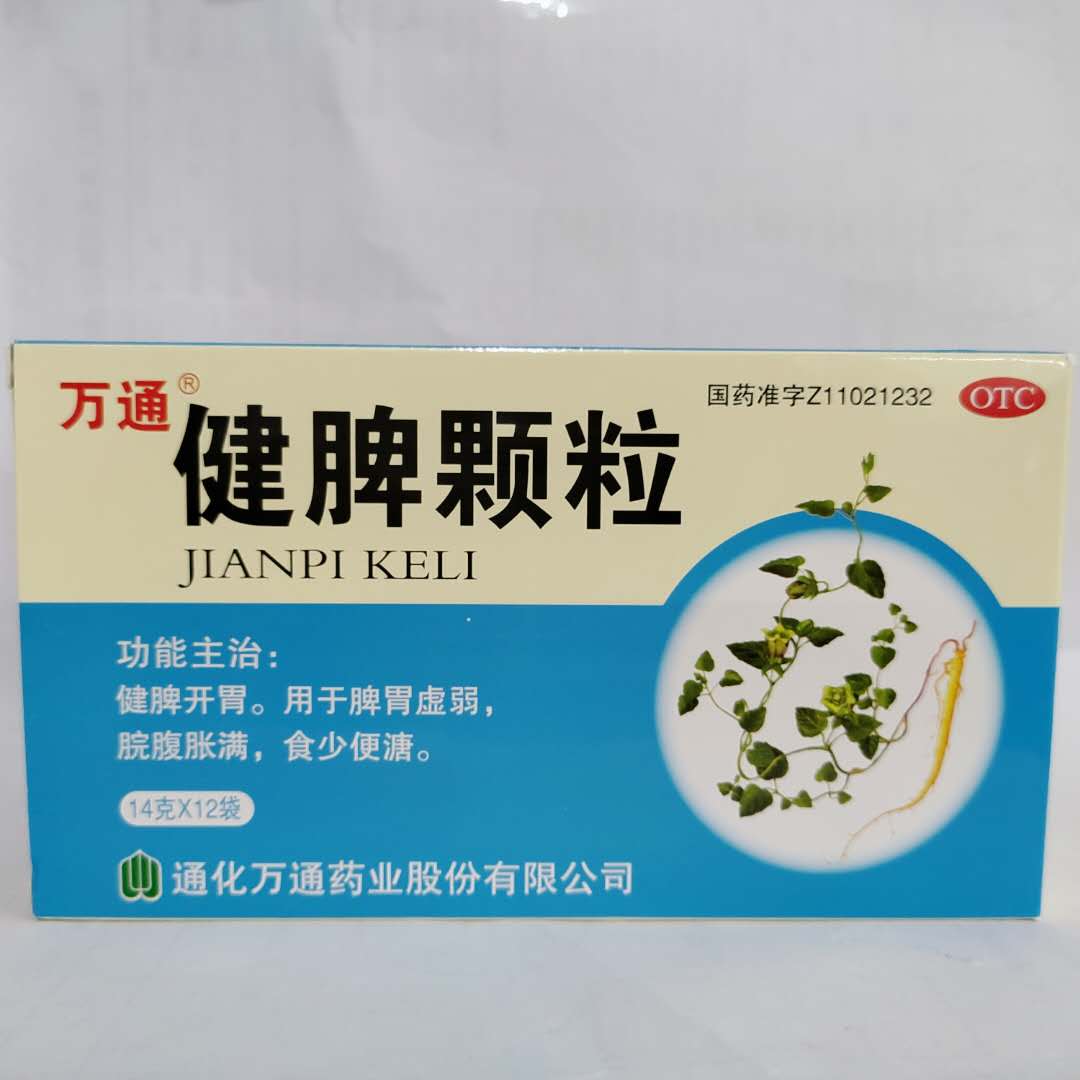 万通®
国药准字Z11021232
OTC
健脾颗粒
JIANPI KELI
功能主治：
健脾开胃。用于脾胃虚弱，
脘腹胀满，食少便溏。
14克X12袋
通化万通药业股份有限公司